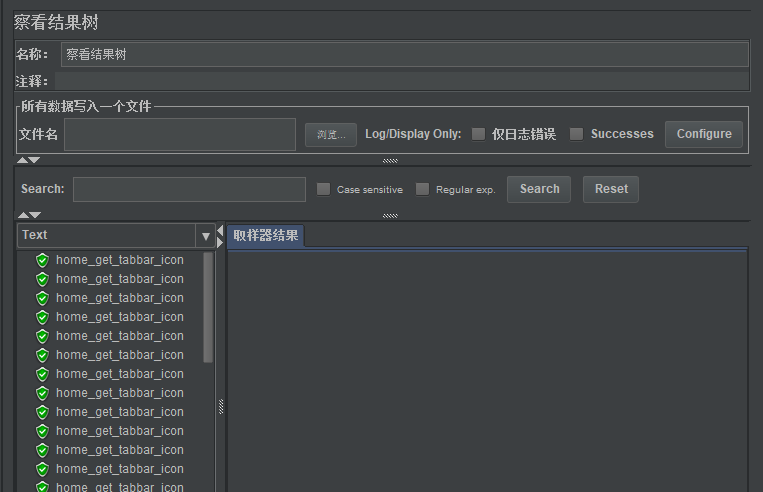 察看结果树
名称： 察看结果树
注释：
所有数据写入一个文件
文件名 浏览... Log/Display Only: 仅日志错误 Successes Configure
Search: Case sensitive Regular exp. Search Reset
Text 取样器结果
home_get_tabbar_icon
home_get_tabbar_icon
home_get_tabbar_icon
home_get_tabbar_icon
home_get_tabbar_icon
home_get_tabbar_icon
home_get_tabbar_icon
home_get_tabbar_icon
home_get_tabbar_icon
home_get_tabbar_icon
home_get_tabbar_icon
home_get_tabbar_icon
home_get_tabbar_icon